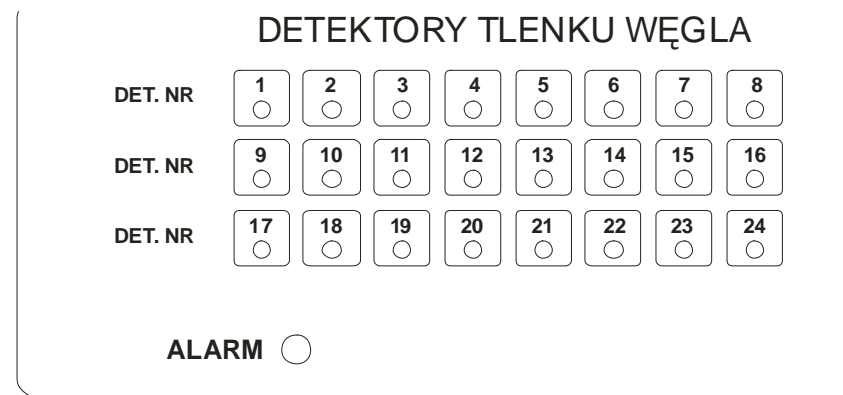 DETEKTORY TLENKU WĘGLA
DET. NR 1 2 3 4 5 6 7 8
DET. NR 9 10 11 12 13 14 15 16
DET. NR 17 18 19 20 21 22 23 24
ALARM